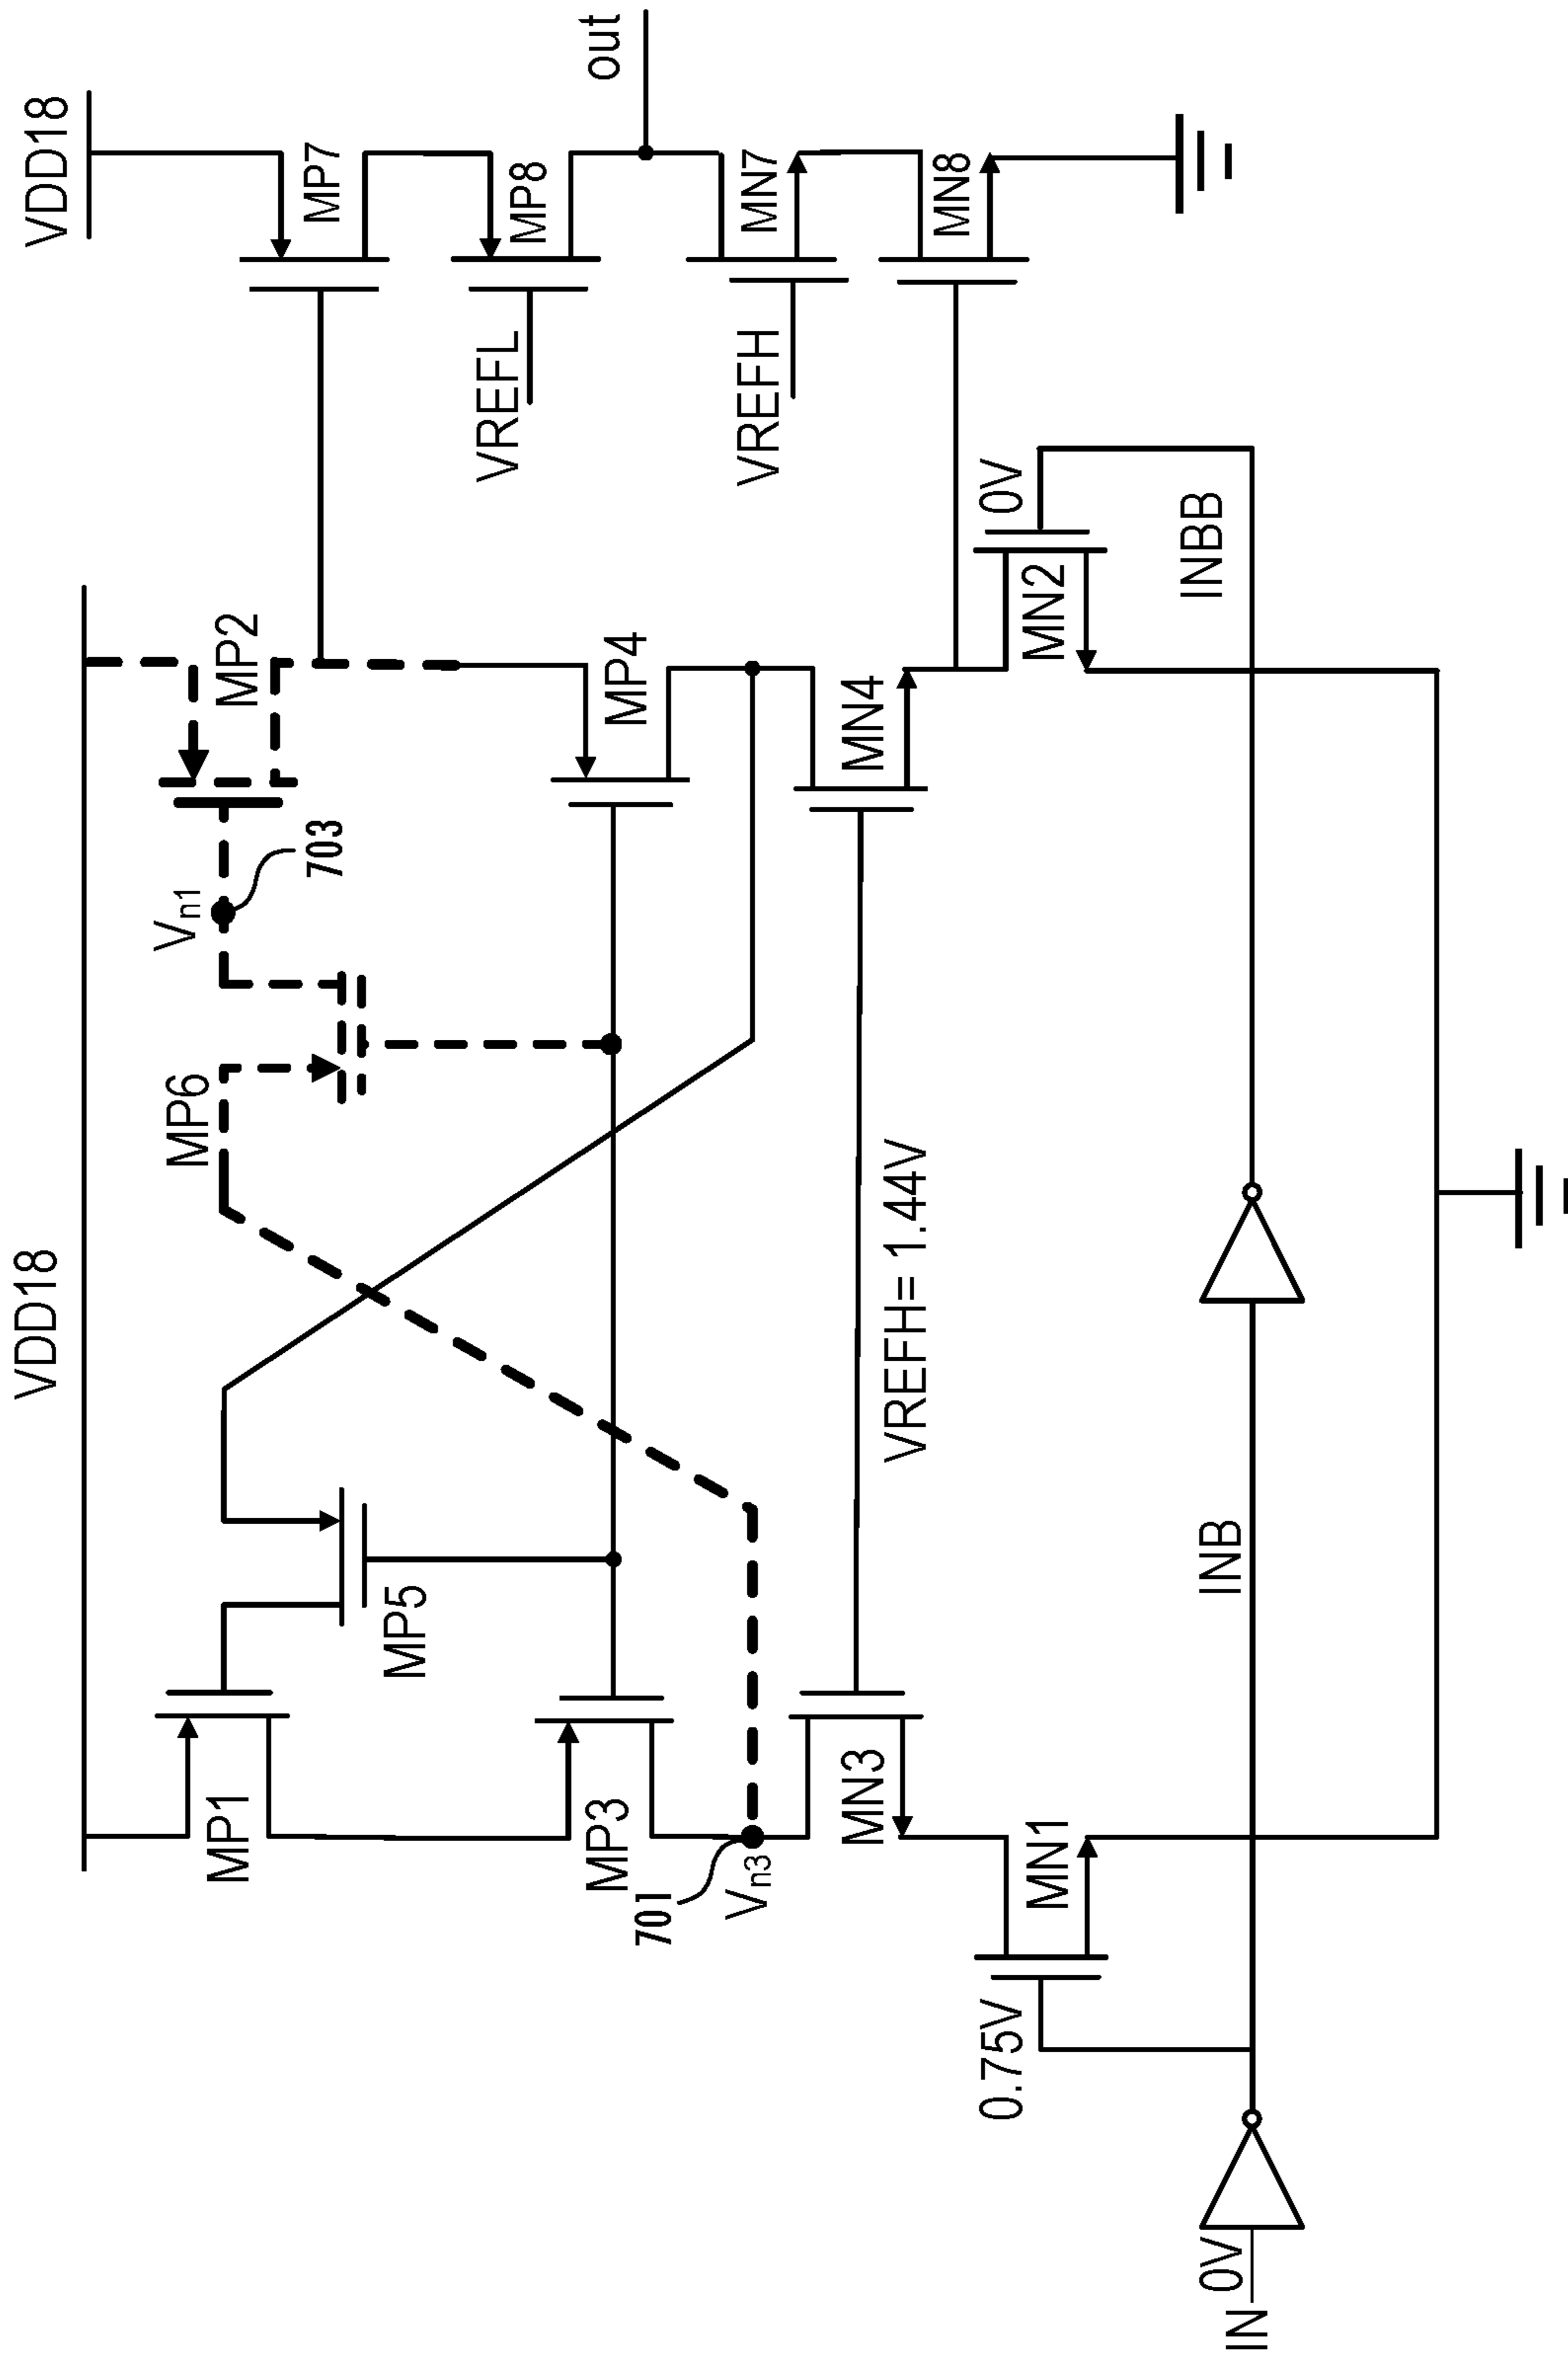 VDD18
VDD18
MP1
MP5
MP6
Vn1
703
MP2
MP7
out
MP3
701
Vn3
MP4
VREFL
MP8
MN3
VREFH= 1.44V
MN4
VREFH
MN7
0.75V
MN1
0V
MN2
MN8
IN
0V
INB
INBB